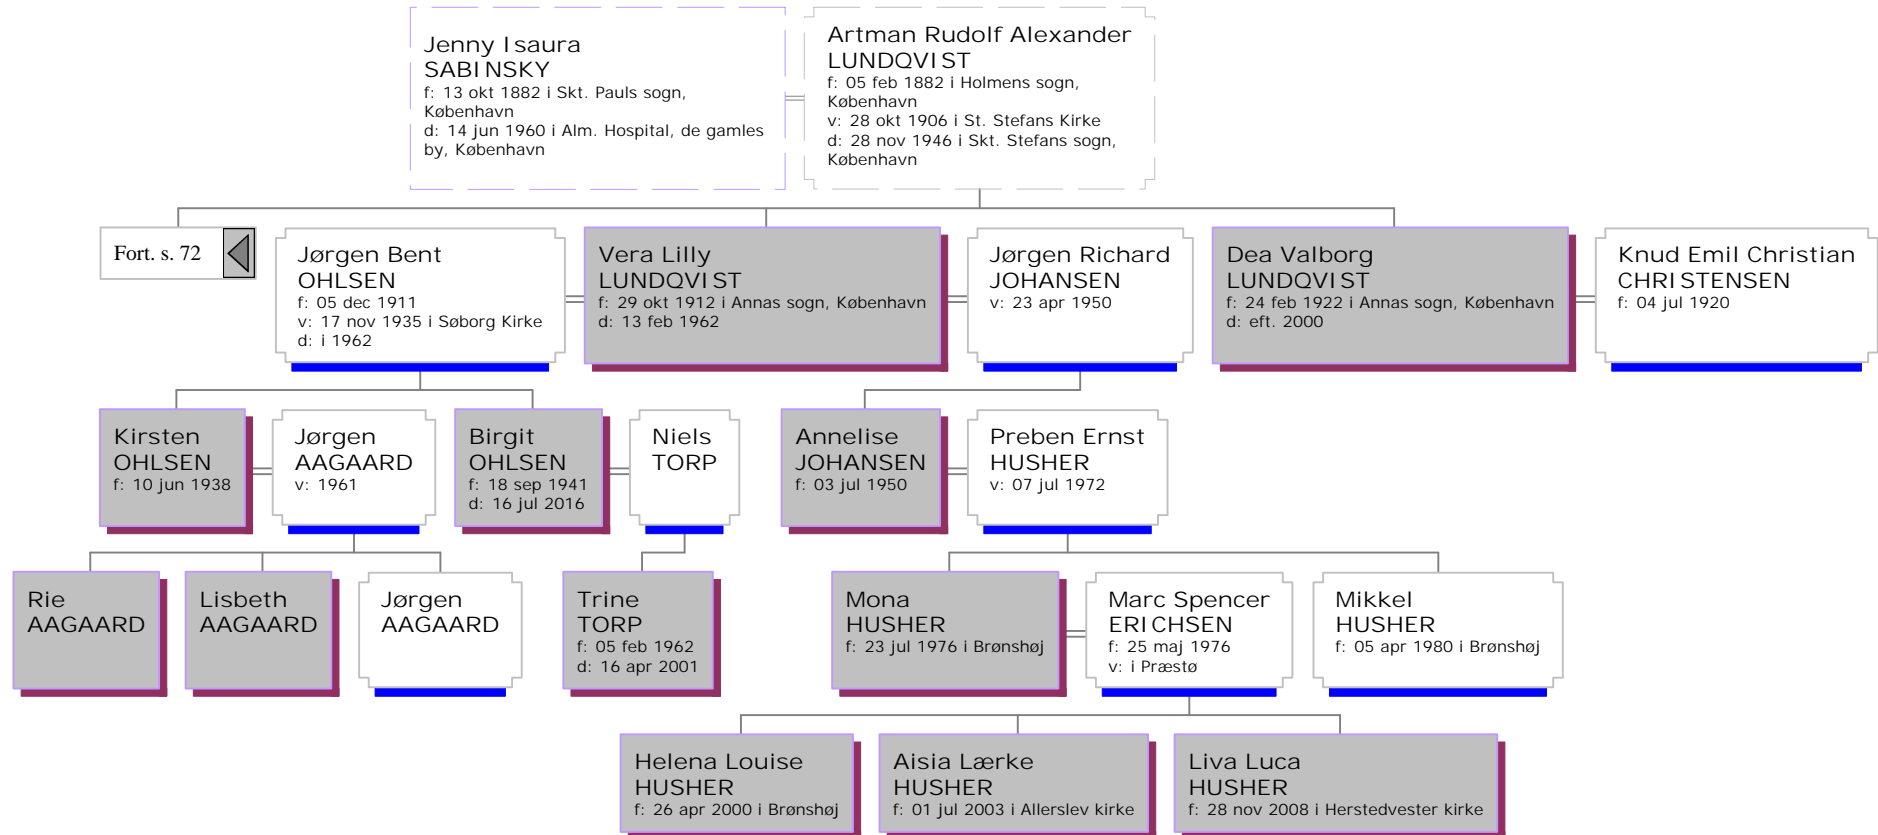 Jenny Isaura
SABINSKY
f: 13 okt 1882 i Skt. Pauls sogn,
København
d: 14 jun 1960 i Alm. Hospital, de gamles
by, København
Artman Rudolf Alexander
LUNDQVIST
f: 05 feb 1882 i Holmens sogn,
København
v: 28 okt 1906 i St. Stefans Kirke
d: 28 nov 1946 i Skt. Stefans sogn,
København
Fort. s. 72
Jørgen Bent
OHLSEN
f: 05 dec 1911
v: 17 nov 1935 i Søborg Kirke
d: i 1962
Vera Lilly
LUNDQVIST
f: 29 okt 1912 i Annas sogn, København
d: 13 feb 1962
Jørgen Richard
JOHANSEN
v: 23 apr 1950
Dea Valborg
LUNDQVIST
f: 24 feb 1922 i Annas sogn, København
d: eft. 2000
Knud Emil Christian
CHRISTENSEN
f: 04 jul 1920
Kirsten
OHLSEN
f: 10 jun 1938
Jørgen
AAGAARD
v: 1961
Birgit
OHLSEN
f: 18 sep 1941
d: 16 jul 2016
Niels
TORP
Annelise
JOHANSEN
f: 03 jul 1950
Preben Ernst
HUSHER
v: 07 jul 1972
Rie
AAGAARD
Lisbeth
AAGAARD
Jørgen
AAGAARD
Trine
TORP
f: 05 feb 1962
d: 16 apr 2001
Mona
HUSHER
f: 23 jul 1976 i Brønshøj
Marc Spencer
ERICHSEN
f: 25 maj 1976
v: i Præstø
Mikkel
HUSHER
f: 05 apr 1980 i Brønshøj
Helena Louise
HUSHER
f: 26 apr 2000 i Brønshøj
Aisia Lærke
HUSHER
f: 01 jul 2003 i Allerslev kirke
Liva Luca
HUSHER
f: 28 nov 2008 i Herstedvester kirke